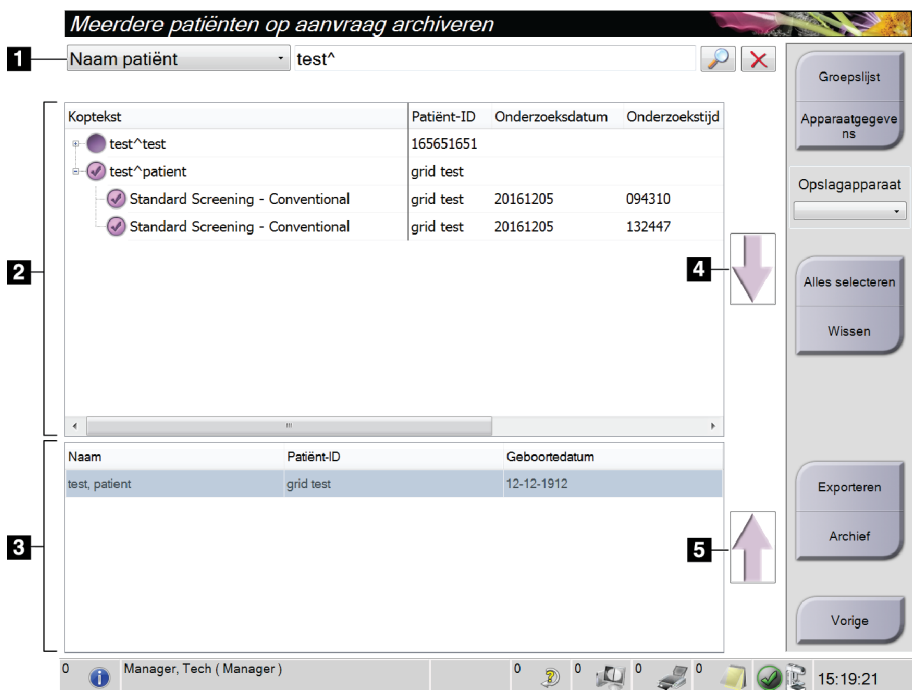 Meerdere patiënten op aanvraag archiveren
1
Naam patiënt test^
2
Koptekst Patiënt-ID Onderzoeksdatum Onderzoekstijd
test^test 165651651
test^patient grid test
Standard Screening - Conventional grid test 20161205 094310
Standard Screening - Conventional grid test 20161205 132447
4
3
Naam Patiënt-ID Geboortedatum
test, patient grid test 12-12-1912
5
Groepslijst
Apparaatgegeve
ns
Opslagapparaat
Alles selecteren
Wissen
Exporteren
Archief
Vorige
0 Manager, Tech ( Manager ) 0 0 0 0 15:19:21